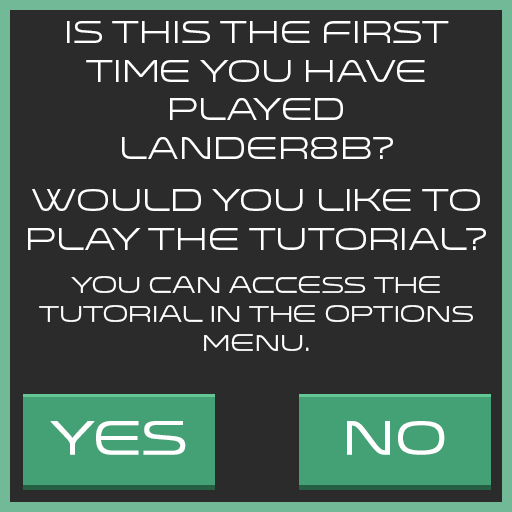 IS THIS THE FIRST
TIME YOU HAVE
PLAYED
LANDER8B?
WOULD YOU LIKE TO
PLAY THE TUTORIAL?
YOU CAN ACCESS THE
TUTORIAL IN THE OPTIONS
MENU.
YES
NO